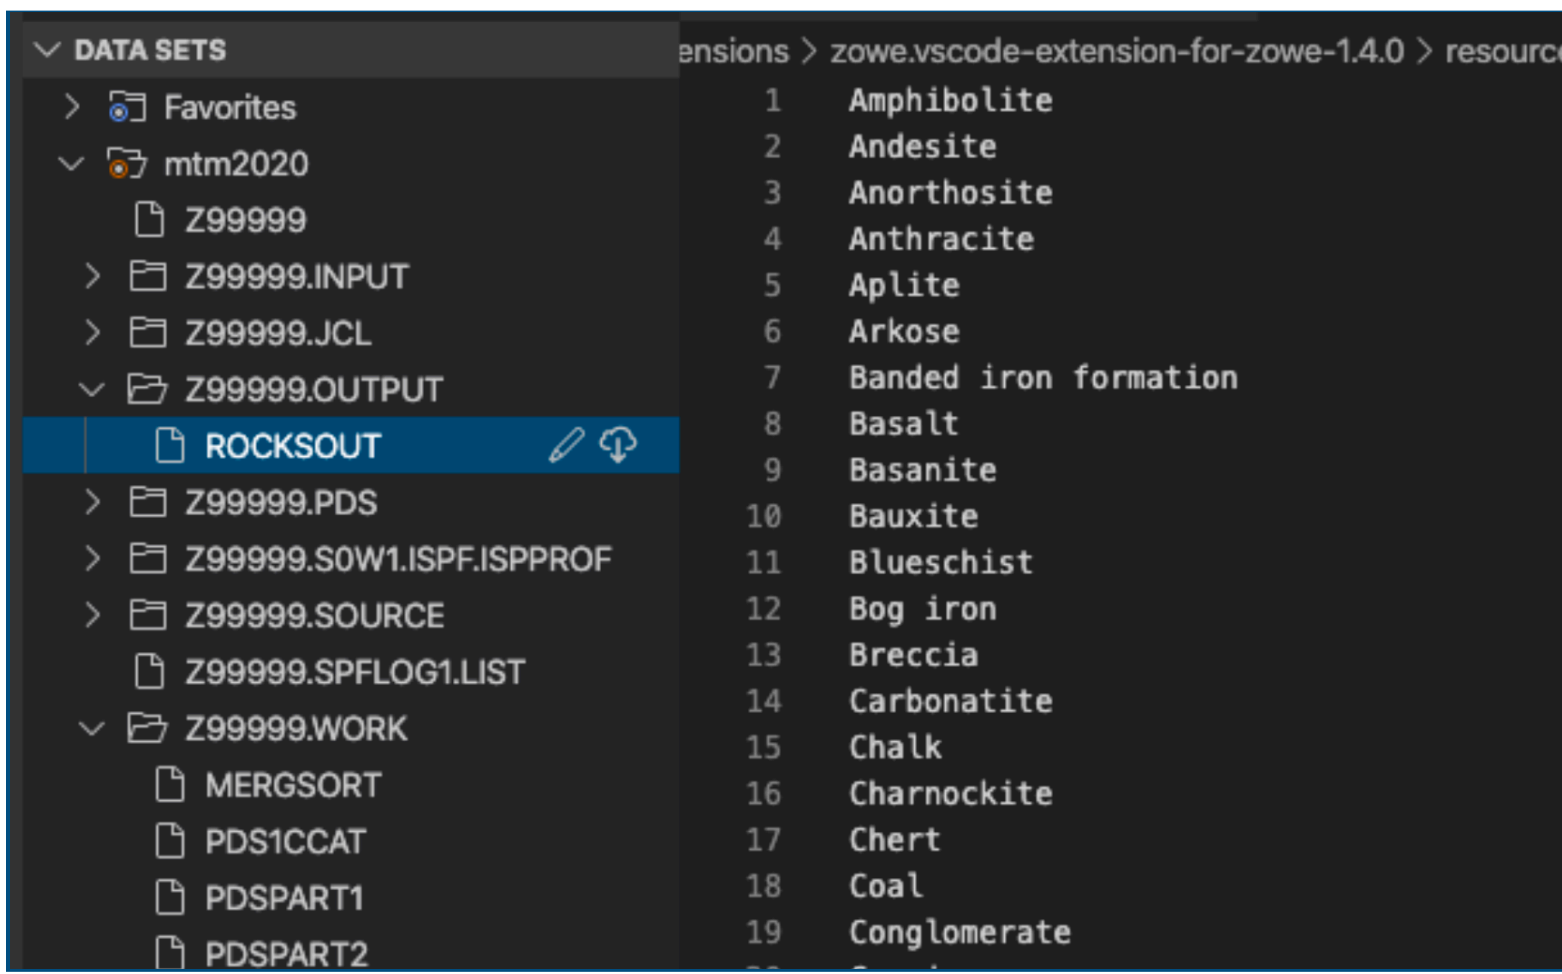 DATA SETS
Favorites
mtm2020
Z99999
Z99999.INPUT
Z99999.JCL
Z99999.OUTPUT
ROCKSOUT
Z99999.PDS
Z99999.S0W1.ISPF.ISPPROF
Z99999.SOURCE
Z99999.SPFLOG1.LIST
Z99999.WORK
MERGSORT
PDS1CCAT
PDSPART1
PDSPART2
ensions > zowe.vscode-extension-for-zowe-1.4.0 > resourc
1 Amphibolite
2 Andesite
3 Anorthosite
4 Anthracite
5 Aplite
6 Arkose
7 Banded iron formation
8 Basalt
9 Basanite
10 Bauxite
11 Blueschist
12 Bog iron
13 Breccia
14 Carbonatite
15 Chalk
16 Charnockite
17 Chert
18 Coal
19 Conglomerate